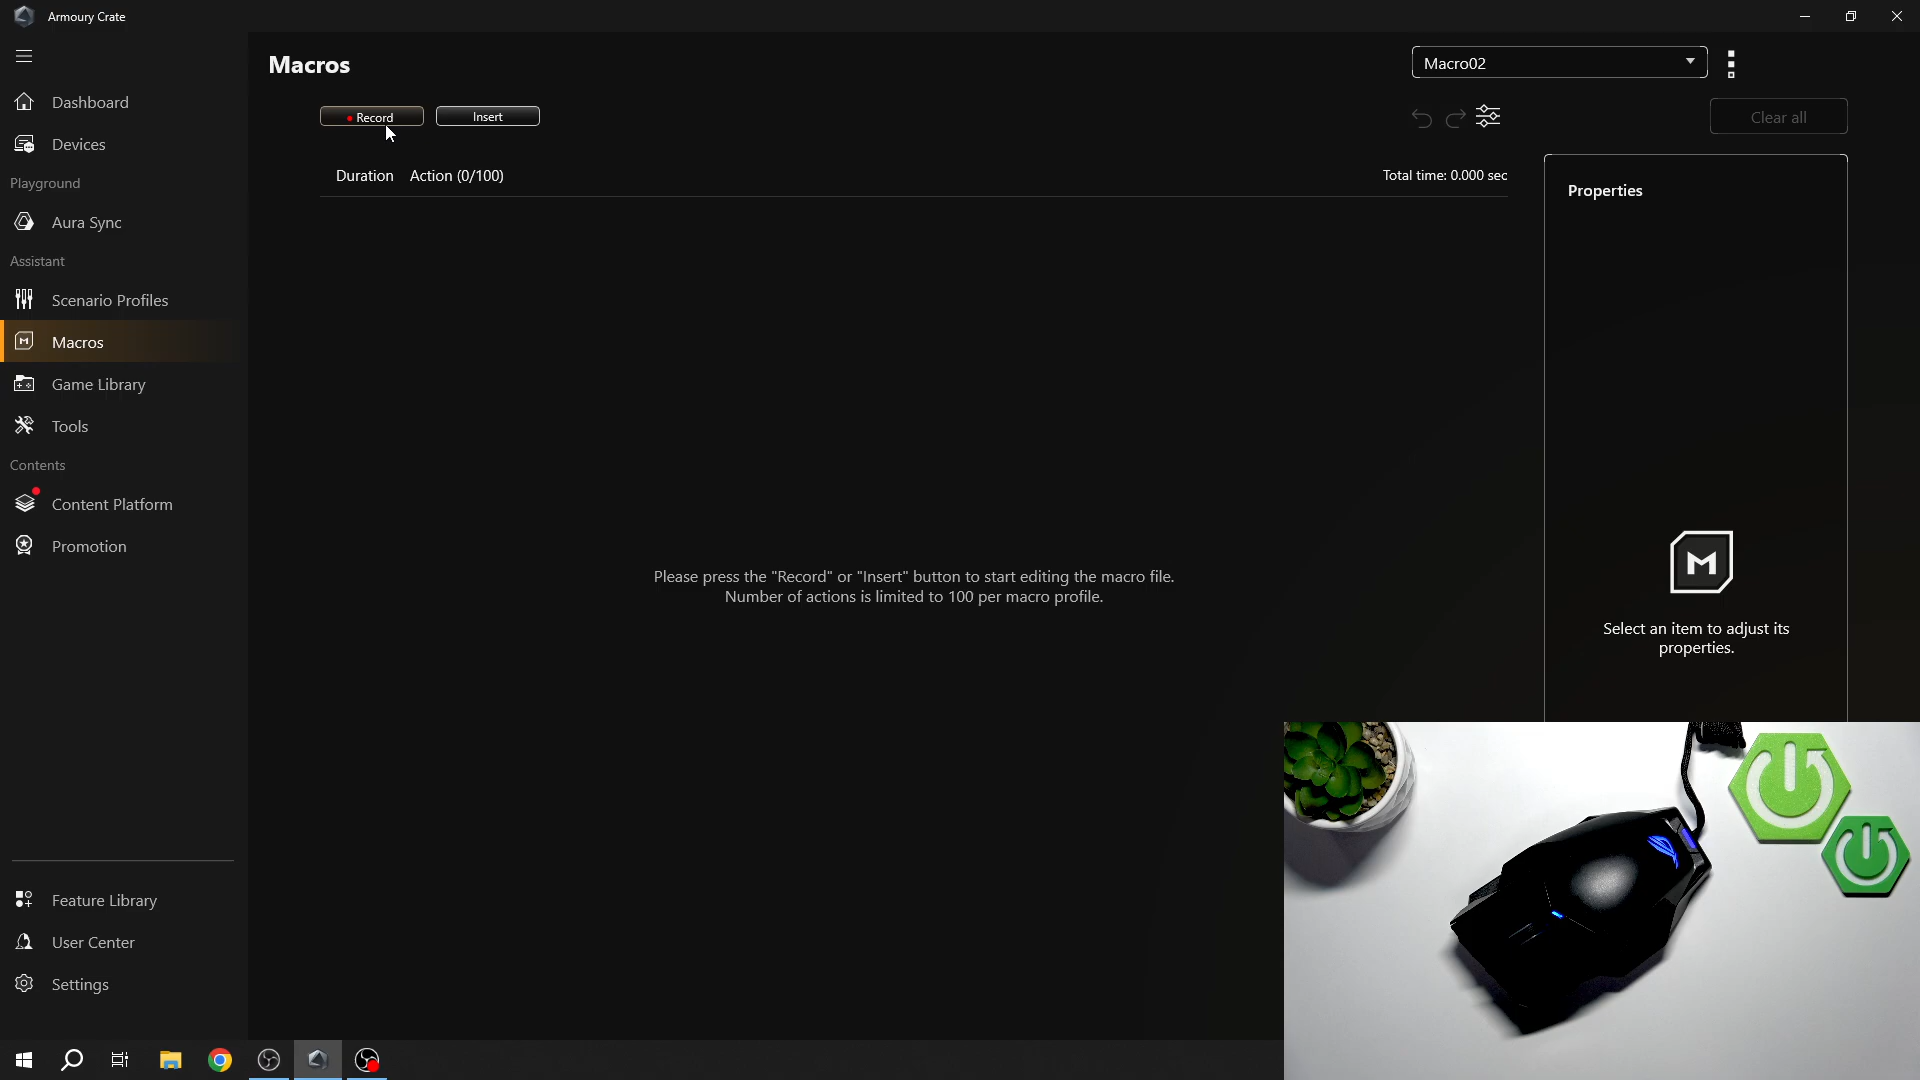 Armoury Crate
Macros
Macro02
Dashboard
Record
Insert
Clear all
Devices
Duration
Action (0/100)
Total time: 0.000 sec
Playground
Properties
Aura Sync
Assistant
Scenario Profiles
Macros
Game Library
Tools
Contents
Content Platform
Promotion
Please press the "Record" or "Insert" button to start editing the macro file.
Number of actions is limited to 100 per macro profile.
M
Select an item to adjust its
properties.
Feature Library
User Center
Settings